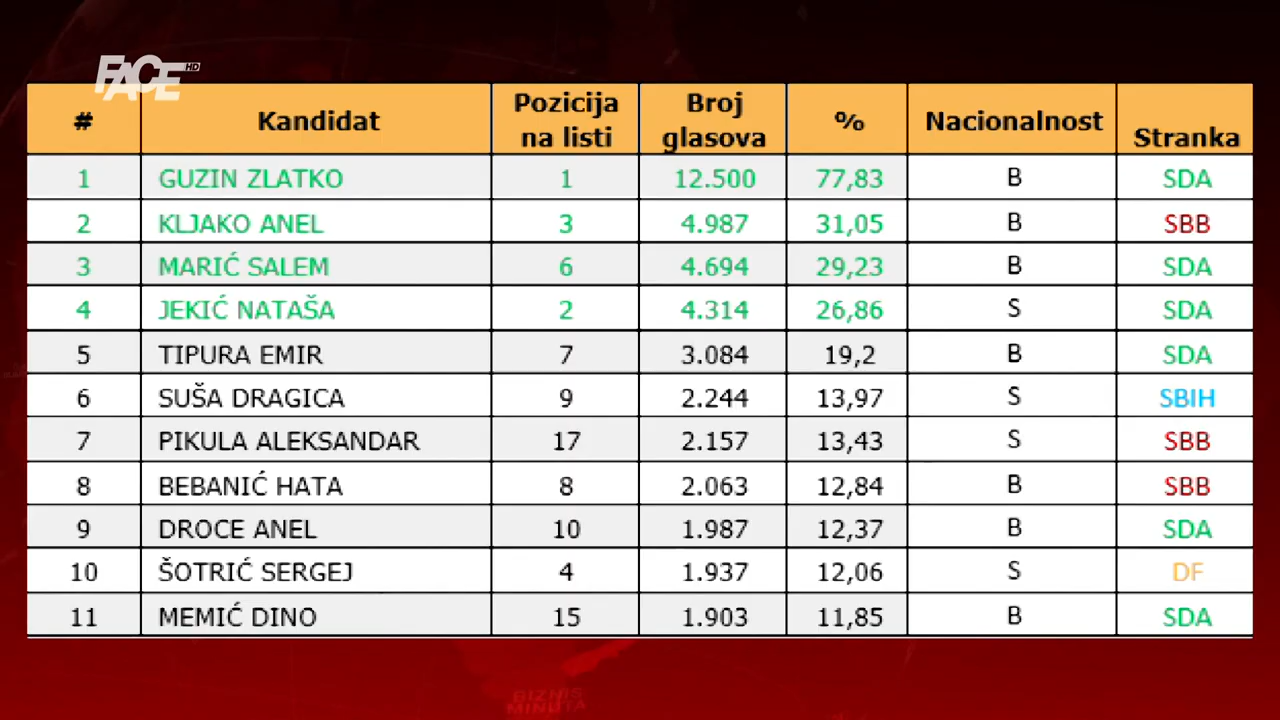 FACE HD
# Kandidat Pozicija na listi Broj glasova % Nacionalnost Stranka
1 GUZIN ZLATKO 1 12.500 77,83 B SDA
2 KLJAKO ANEL 3 4.987 31,05 B SBB
3 MARIĆ SALEM 6 4.694 29,23 B SDA
4 JEKIĆ NATAŠA 2 4.314 26,86 S SDA
5 TIPURA EMIR 7 3.084 19,2 B SDA
6 SUŠA DRAGICA 9 2.244 13,97 S SBIH
7 PIKULA ALEKSANDAR 17 2.157 13,43 S SBB
8 BEBANIĆ HATA 8 2.063 12,84 B SBB
9 DROCE ANEL 10 1.987 12,37 B SDA
10 ŠOTRIĆ SERGEJ 4 1.937 12,06 S DF
11 MEMIĆ DINO 15 1.903 11,85 B SDA
BIZNIS
MINUTA